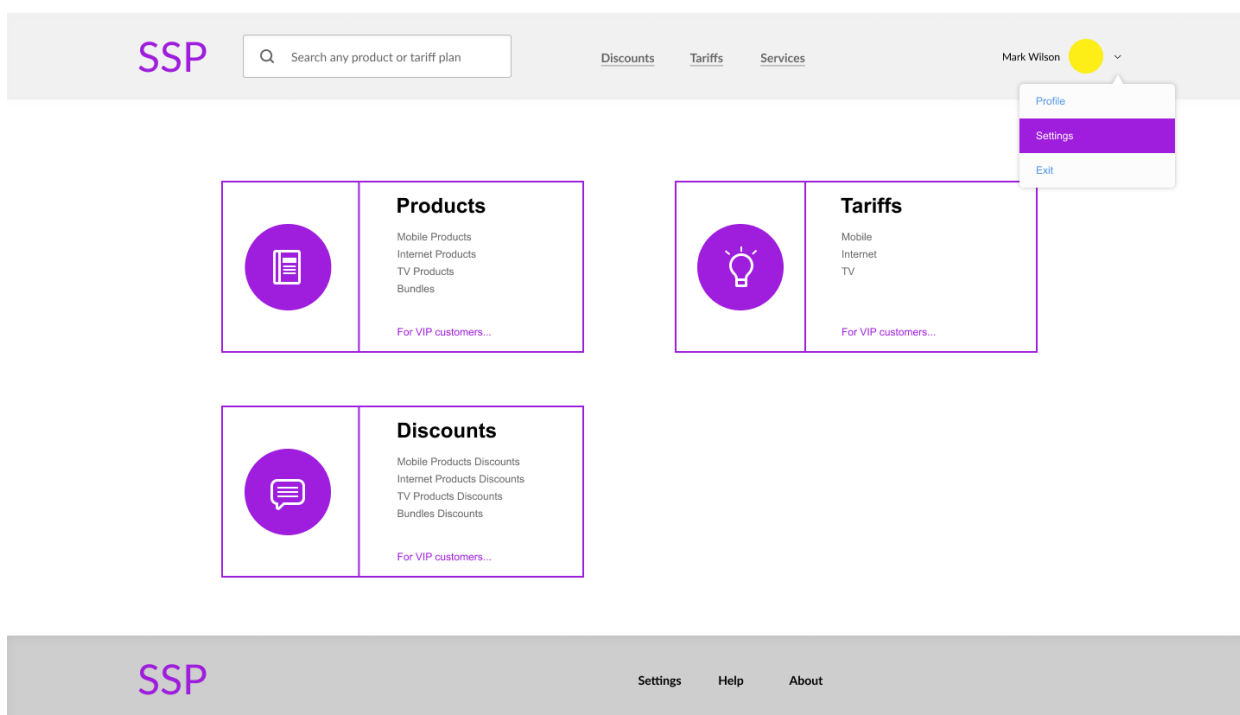 SSP
Search any product or tariff plan
Discounts Tariffs Services
Mark Wilson
Profile
Settings
Exit
Products
Mobile Products
Internet Products
TV Products
Bundles
For VIP customers...
Tariffs
Mobile
Internet
TV
For VIP customers...
Discounts
Mobile Products Discounts
Internet Products Discounts
TV Products Discounts
Bundles Discounts
For VIP customers...
SSP
Settings Help About